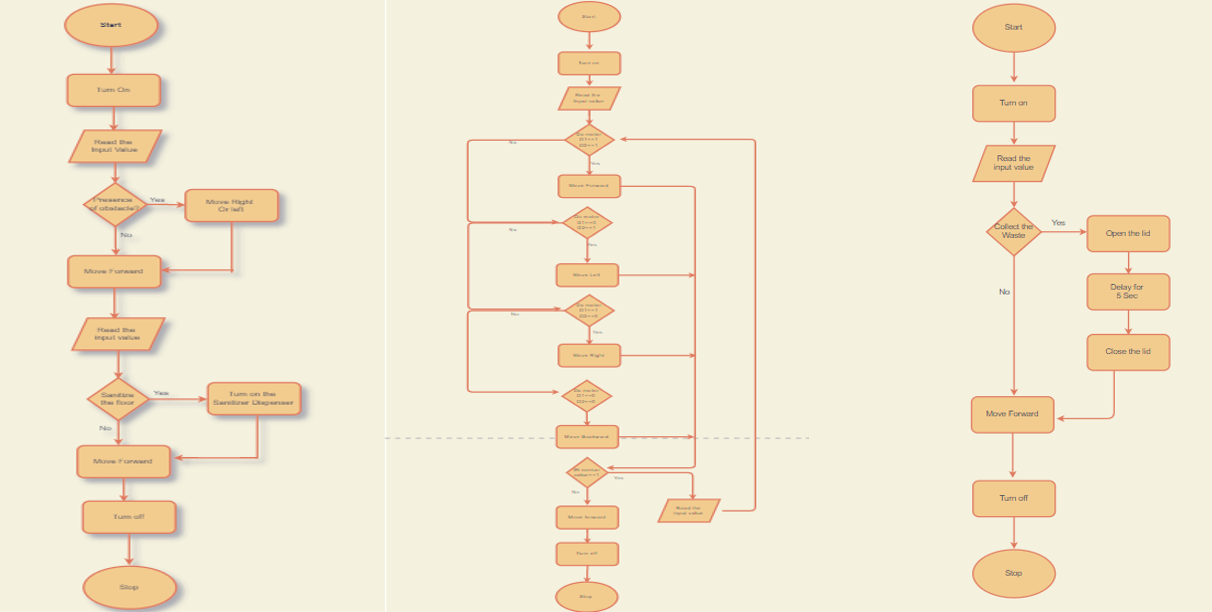 Start
Turn On
Read the
Input Value
Presence
of obstacle?
Yes
Move Right
Or left
No
Move Forward
Read the
input value
Sanitize
the floor
Yes
Turn on the
Sanitizer Dispenser
No
Move Forward
Turn off
Stop
Start
Turn on
Read the
input value
No
Yes
Move Forward
No
Yes
Move Left
No
Yes
Move Right
Move Backward
Yes
No
Read the
input value
Move forward
Turn off
Stop
Start
Turn on
Read the
input value
Collect the
Waste
Yes
Open the lid
Delay for
5 Sec
No
Close the lid
Move Forward
Turn off
Stop